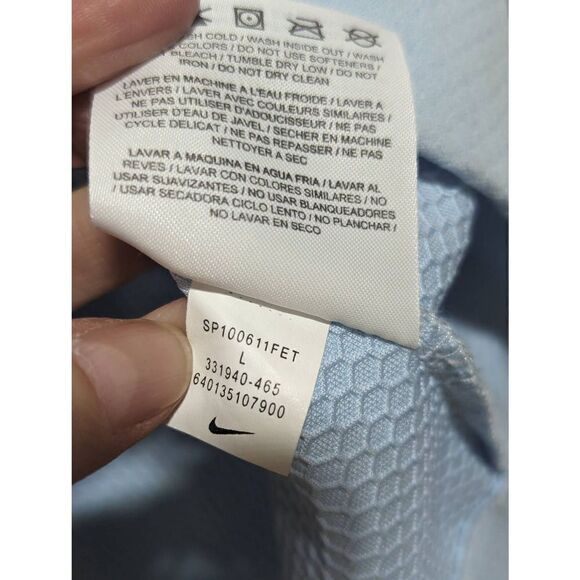 COLD / WASH INSIDE OUT / WASH
COLORS / DO NOT USE SOFTENERS /
BLEACH / TUMBLE DRY LOW / DO NOT
IRON / DO NOT DRY CLEAN
LAVER EN MACHINE A L'EAU FROIDE / LAVER A
L'ENVERS / LAVER AVEC COULEURS SIMILAIRES /
NE PAS UTILISER D'ADOUCISSEUR / NE PAS
UTILISER D'EAU DE JAVEL / SECHER EN MACHINE
CYCLE DELICAT / NE PAS REPASSER / NE PAS
NETTOYER A SEC
LAVAR A MAQUINA EN AGUA FRIA / LAVAR AL
REVES / LAVAR CON COLORES SIMILARES / NO
USAR SUAVIZANTES / NO USAR BLANQUEADORES
/ USAR SECADORA CICLO LENTO / NO PLANCHAR /
NO LAVAR EN SECO
SP100611FET
L
331940-465
640135107900